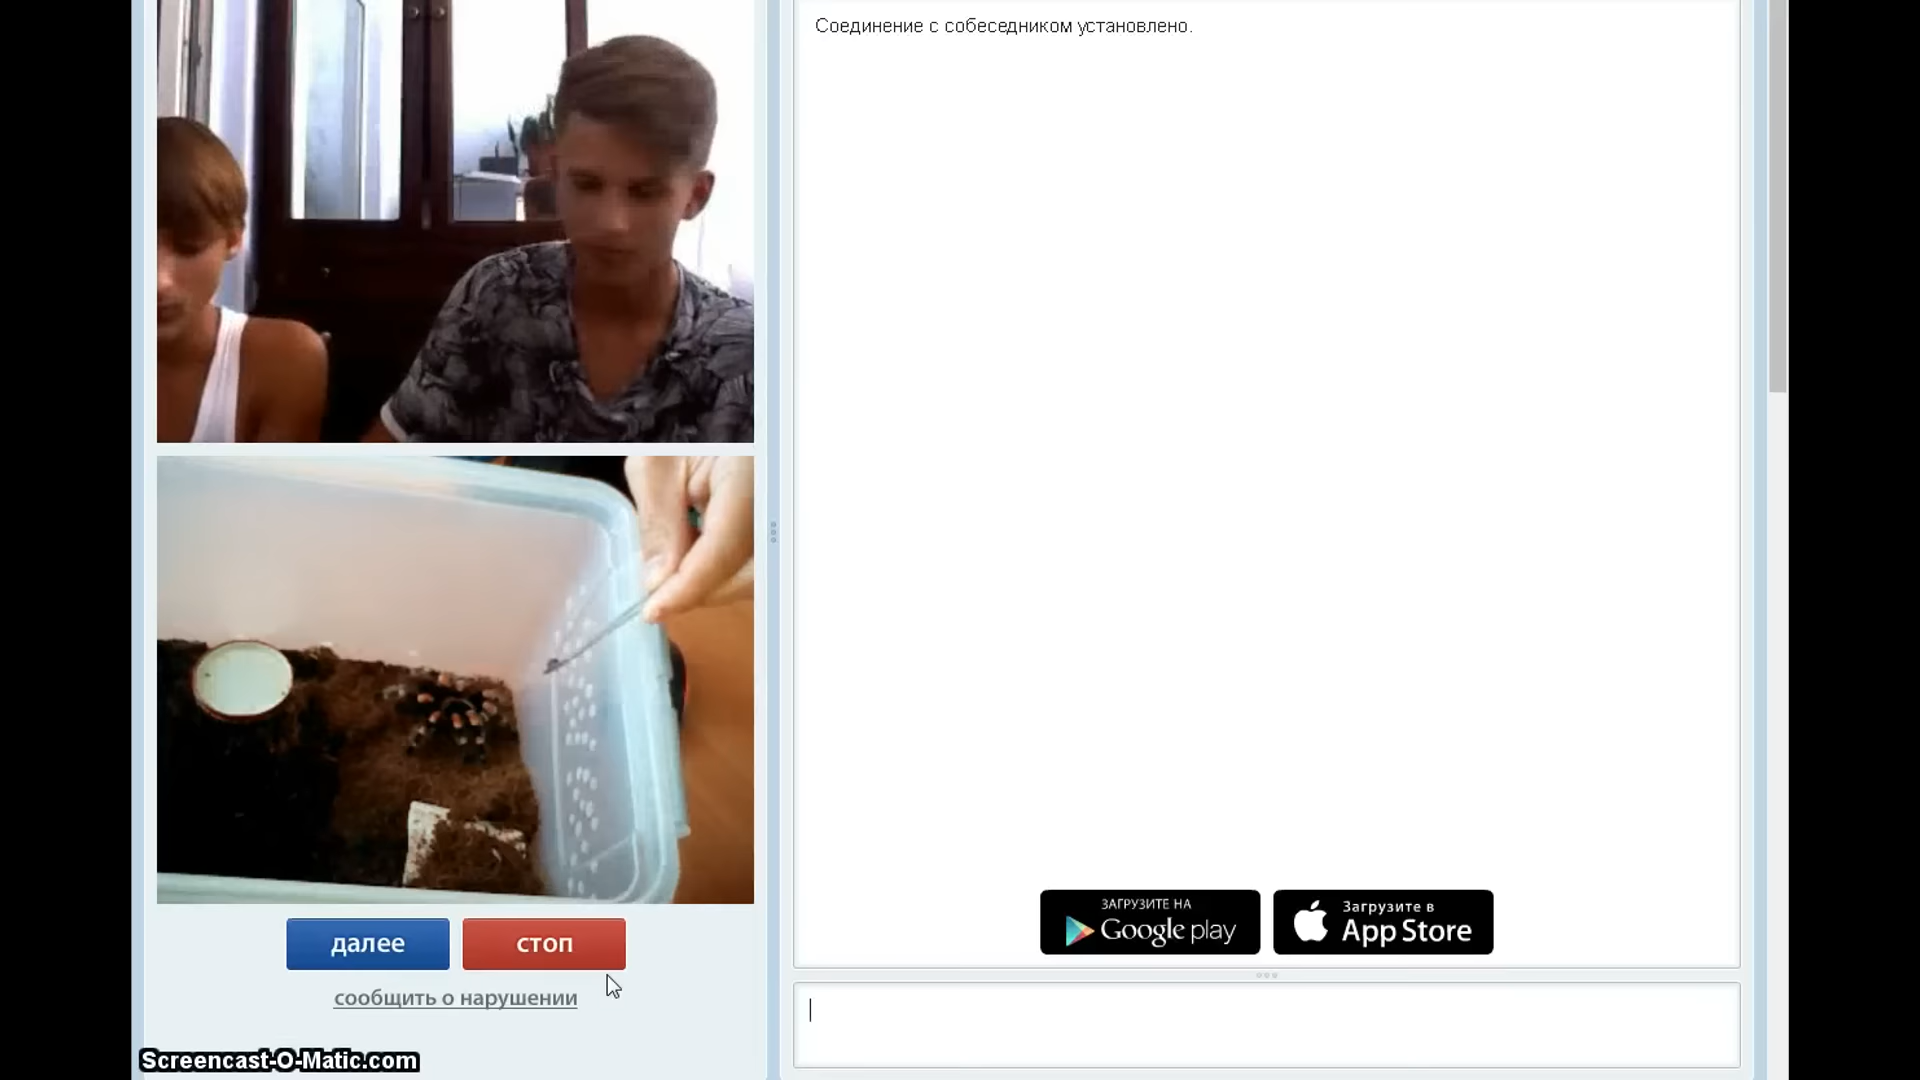 Соединение с собеседником установлено.
ЗАГРУЗИТЕ НА
Google play
Загрузите в
App Store
далее
стоп
сообщить о нарушении
Screencast-O-Matic.com